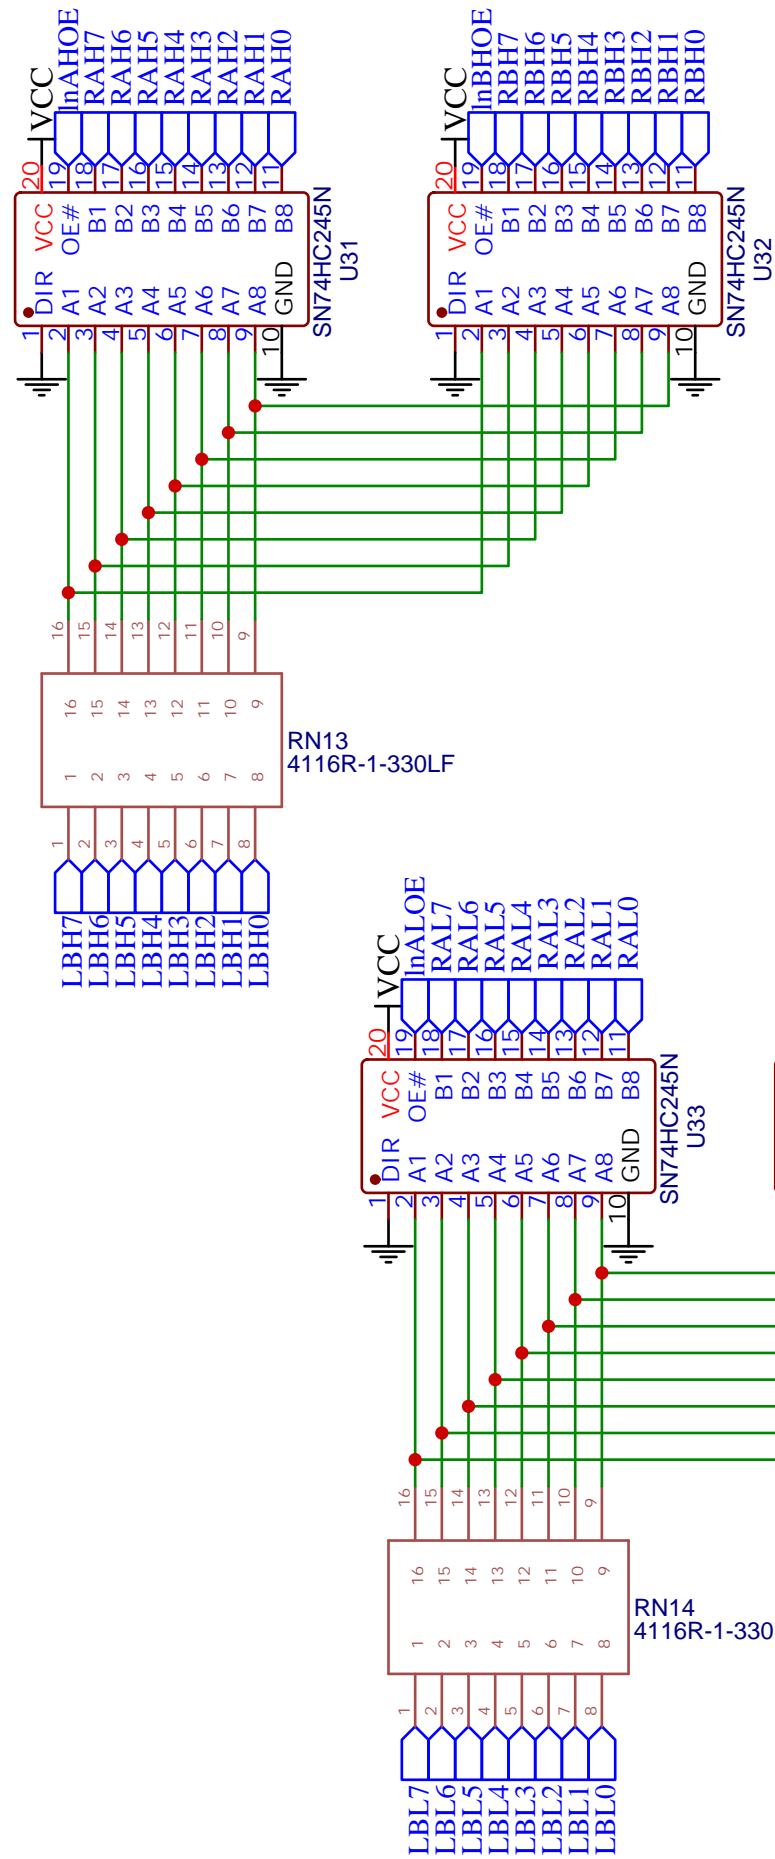 VCC
lnAHOE
RAH7
RAH6
RAH5
RAH4
RAH3
RAH2
RAH1
RAH0
20
19
18
17
16
15
14
13
12
11
VCC
OE#
B1
B2
B3
B4
B5
B6
B7
B8
DIR
A1
A2
A3
A4
A5
A6
A7
A8
GND
1
2
3
4
5
6
7
8
9
10
SN74HC245N
U31
VCC
lnBHOE
RBH7
RBH6
RBH5
RBH4
RBH3
RBH2
RBH1
RBH0
20
19
18
17
16
15
14
13
12
11
VCC
OE#
B1
B2
B3
B4
B5
B6
B7
B8
DIR
A1
A2
A3
A4
A5
A6
A7
A8
GND
1
2
3
4
5
6
7
8
9
10
SN74HC245N
U32
16
15
14
13
12
11
10
9
16
15
14
13
12
11
10
9
1
2
3
4
5
6
7
8
RN13
4116R-1-330LF
1
2
3
4
5
6
7
8
LBH7
LBH6
LBH5
LBH4
LBH3
LBH2
LBH1
LBH0
VCC
lnALOE
RAL7
RAL6
RAL5
RAL4
RAL3
RAL2
RAL1
RAL0
20
19
18
17
16
15
14
13
12
11
VCC
OE#
B1
B2
B3
B4
B5
B6
B7
B8
DIR
A1
A2
A3
A4
A5
A6
A7
A8
GND
1
2
3
4
5
6
7
8
9
10
SN74HC245N
U33
16
15
14
13
12
11
10
9
16
15
14
13
12
11
10
9
1
2
3
4
5
6
7
8
RN14
4116R-1-330
1
2
3
4
5
6
7
8
LBL7
LBL6
LBL5
LBL4
LBL3
LBL2
LBL1
LBL0